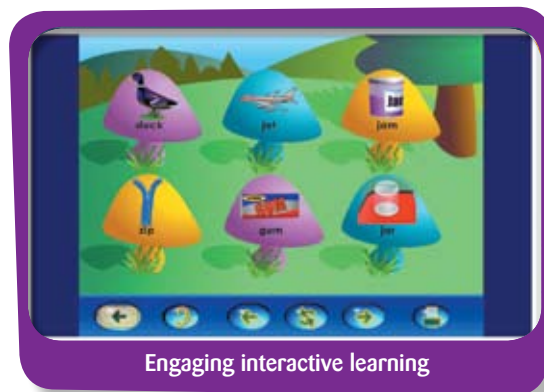 duck
jet
jam
zip
gum
jar
Engaging interactive learning